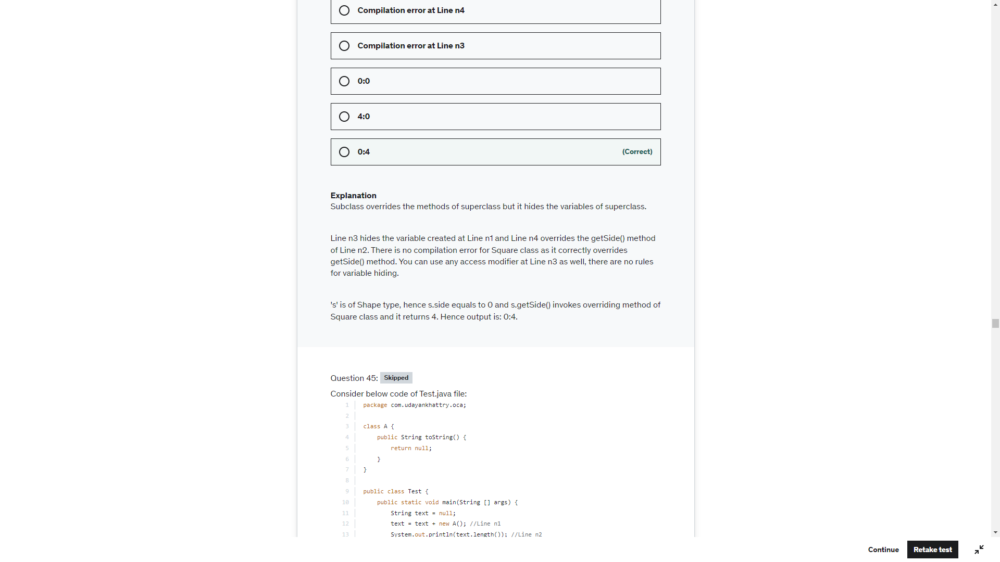 Compilation error at Line n4
Compilation error at Line n3
0:0
4:0
0:4 (Correct)
Explanation
Subclass overrides the methods of superclass but it hides the variables of superclass.
Line n3 hides the variable created at Line n1 and Line n4 overrides the getSide() method
of Line n2. There is no compilation error for Square class as it correctly overrides
getSide() method. You can use any access modifier at Line n3 as well, there are no rules
for variable hiding.
's' is of Shape type, hence s.side equals to 0 and s.getSide() invokes overriding method of
Square class and it returns 4. Hence output is: 0:4.
Question 45: Skipped
Consider below code of Test.java file:
1 package com.udayankhattry.oca;
2
3 class A {
4 public String toString() {
5 return null;
6 }
7 }
8
9 public class Test {
10 public static void main(String [] args) {
11 String text = null;
12 text = text + new A(); //Line n1
13 System.out.println(text.length()); //Line n2
Continue Retake test